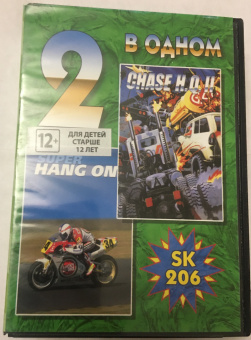 2 В ОДНОМ
CHASE H.Q. II
12+
ДЛЯ ДЕТЕЙ
СТАРШЕ
12 ЛЕТ
SUPER
HANG ON
SK
206